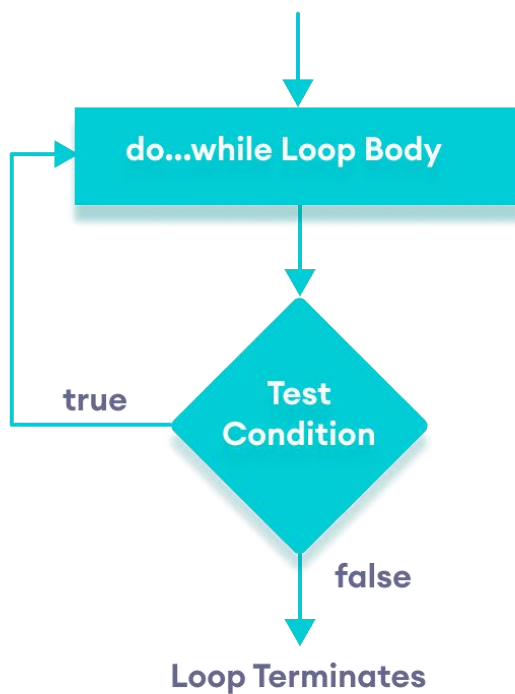 do...while Loop Body
Test
Condition
true
false
Loop Terminates